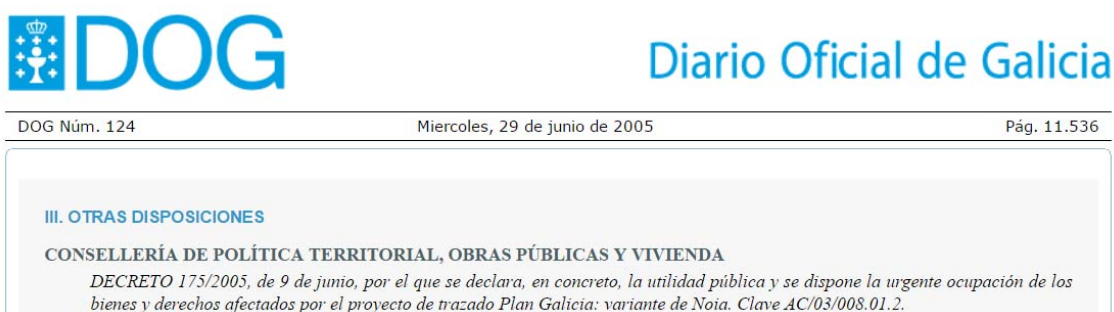 DOG
Diario Oficial de Galicia
DOG Núm. 124 Miercoles, 29 de junio de 2005 Pág. 11.536
III. OTRAS DISPOSICIONES
CONSELLERÍA DE POLÍTICA TERRITORIAL, OBRAS PÚBLICAS Y VIVIENDA
DECRETO 175/2005, de 9 de junio, por el que se declara, en concreto, la utilidad pública y se dispone la urgente ocupación de los
bienes y derechos afectados por el proyecto de trazado Plan Galicia: variante de Noia. Clave AC/03/008.01.2.